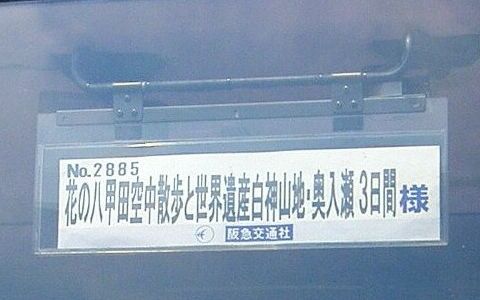 No.2885
花の八甲田空中散歩と世界遺産白神山地・奥入瀬 3日間 様
阪急交通社